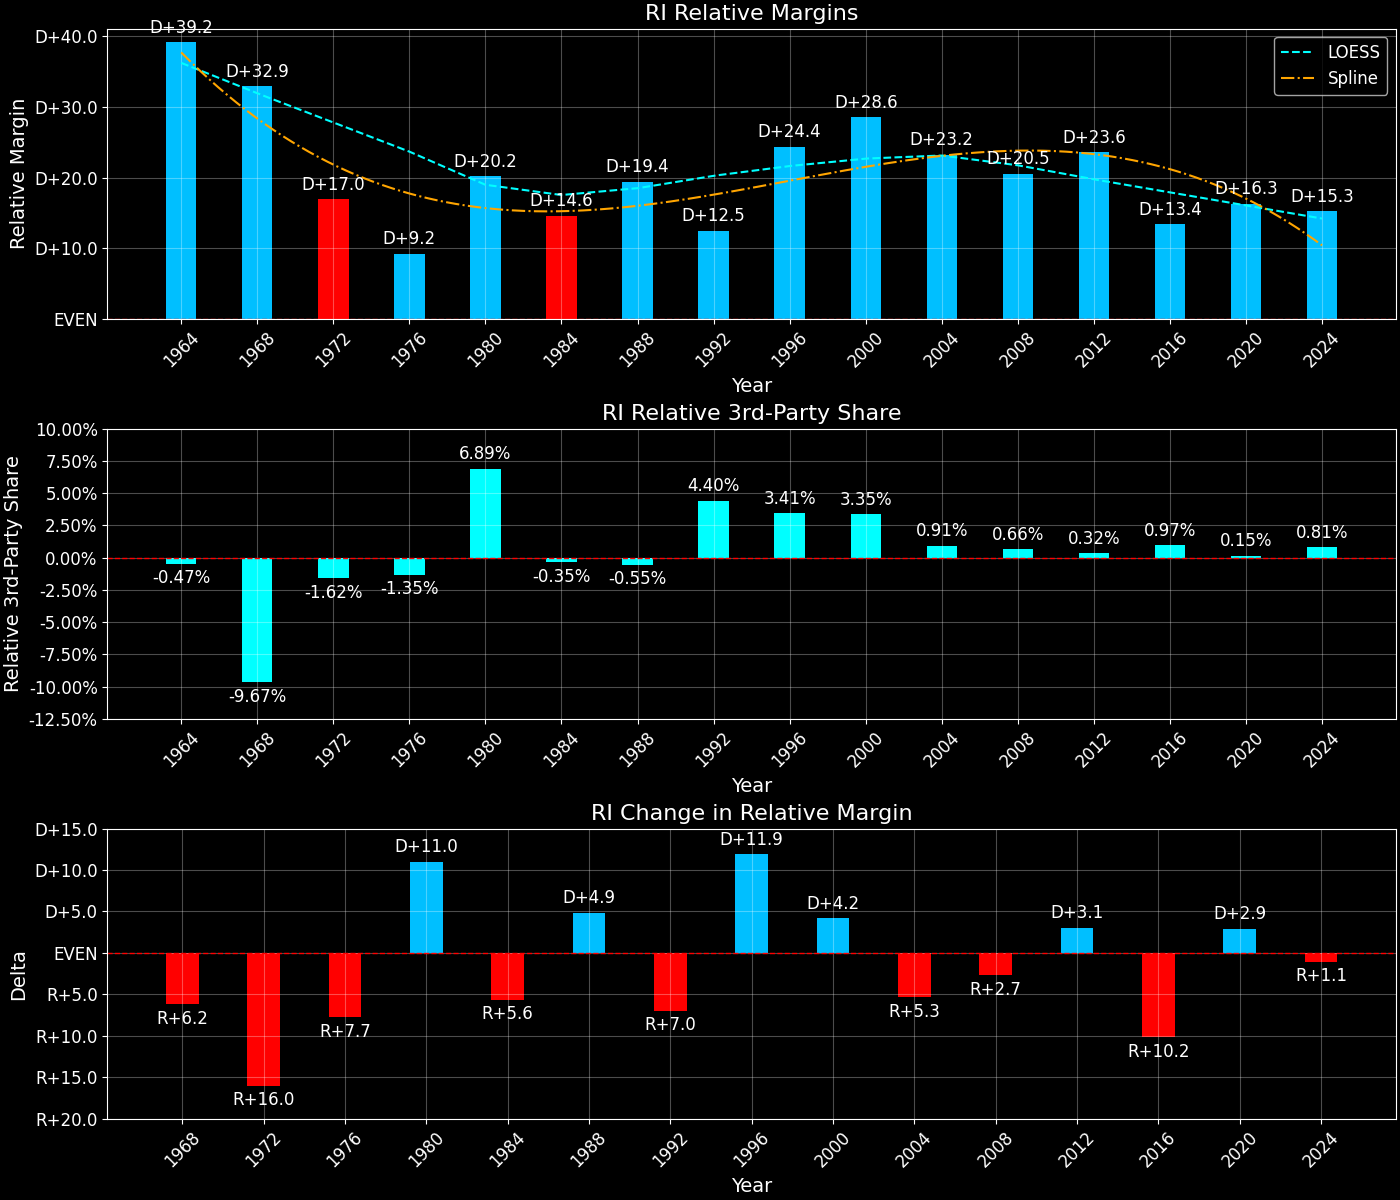 RI Relative Margins
Relative Margin
D+40.0
D+30.0
D+20.0
D+10.0
EVEN
D+39.2
D+32.9
D+17.0
D+9.2
D+20.2
D+14.6
D+19.4
D+12.5
D+24.4
D+28.6
D+23.2
D+20.5
D+23.6
D+13.4
D+16.3
D+15.3
LOESS
Spline
1964 1968 1972 1976 1980 1984 1988 1992 1996 2000 2004 2008 2012 2016 2020 2024
Year
RI Relative 3rd-Party Share
Relative 3rd-Party Share
10.00%
7.50%
5.00%
2.50%
0.00%
-2.50%
-5.00%
-7.50%
-10.00%
-12.50%
-0.47%
-9.67%
-1.62%
-1.35%
6.89%
-0.35%
-0.55%
4.40%
3.41%
3.35%
0.91%
0.66%
0.32%
0.97%
0.15%
0.81%
1964 1968 1972 1976 1980 1984 1988 1992 1996 2000 2004 2008 2012 2016 2020 2024
Year
RI Change in Relative Margin
Delta
D+15.0
D+10.0
D+5.0
EVEN
R+5.0
R+10.0
R+15.0
R+20.0
R+6.2
R+16.0
R+7.7
D+11.0
R+5.6
D+4.9
R+7.0
D+11.9
D+4.2
R+5.3
R+2.7
D+3.1
R+10.2
D+2.9
R+1.1
1968 1972 1976 1980 1984 1988 1992 1996 2000 2004 2008 2012 2016 2020 2024
Year